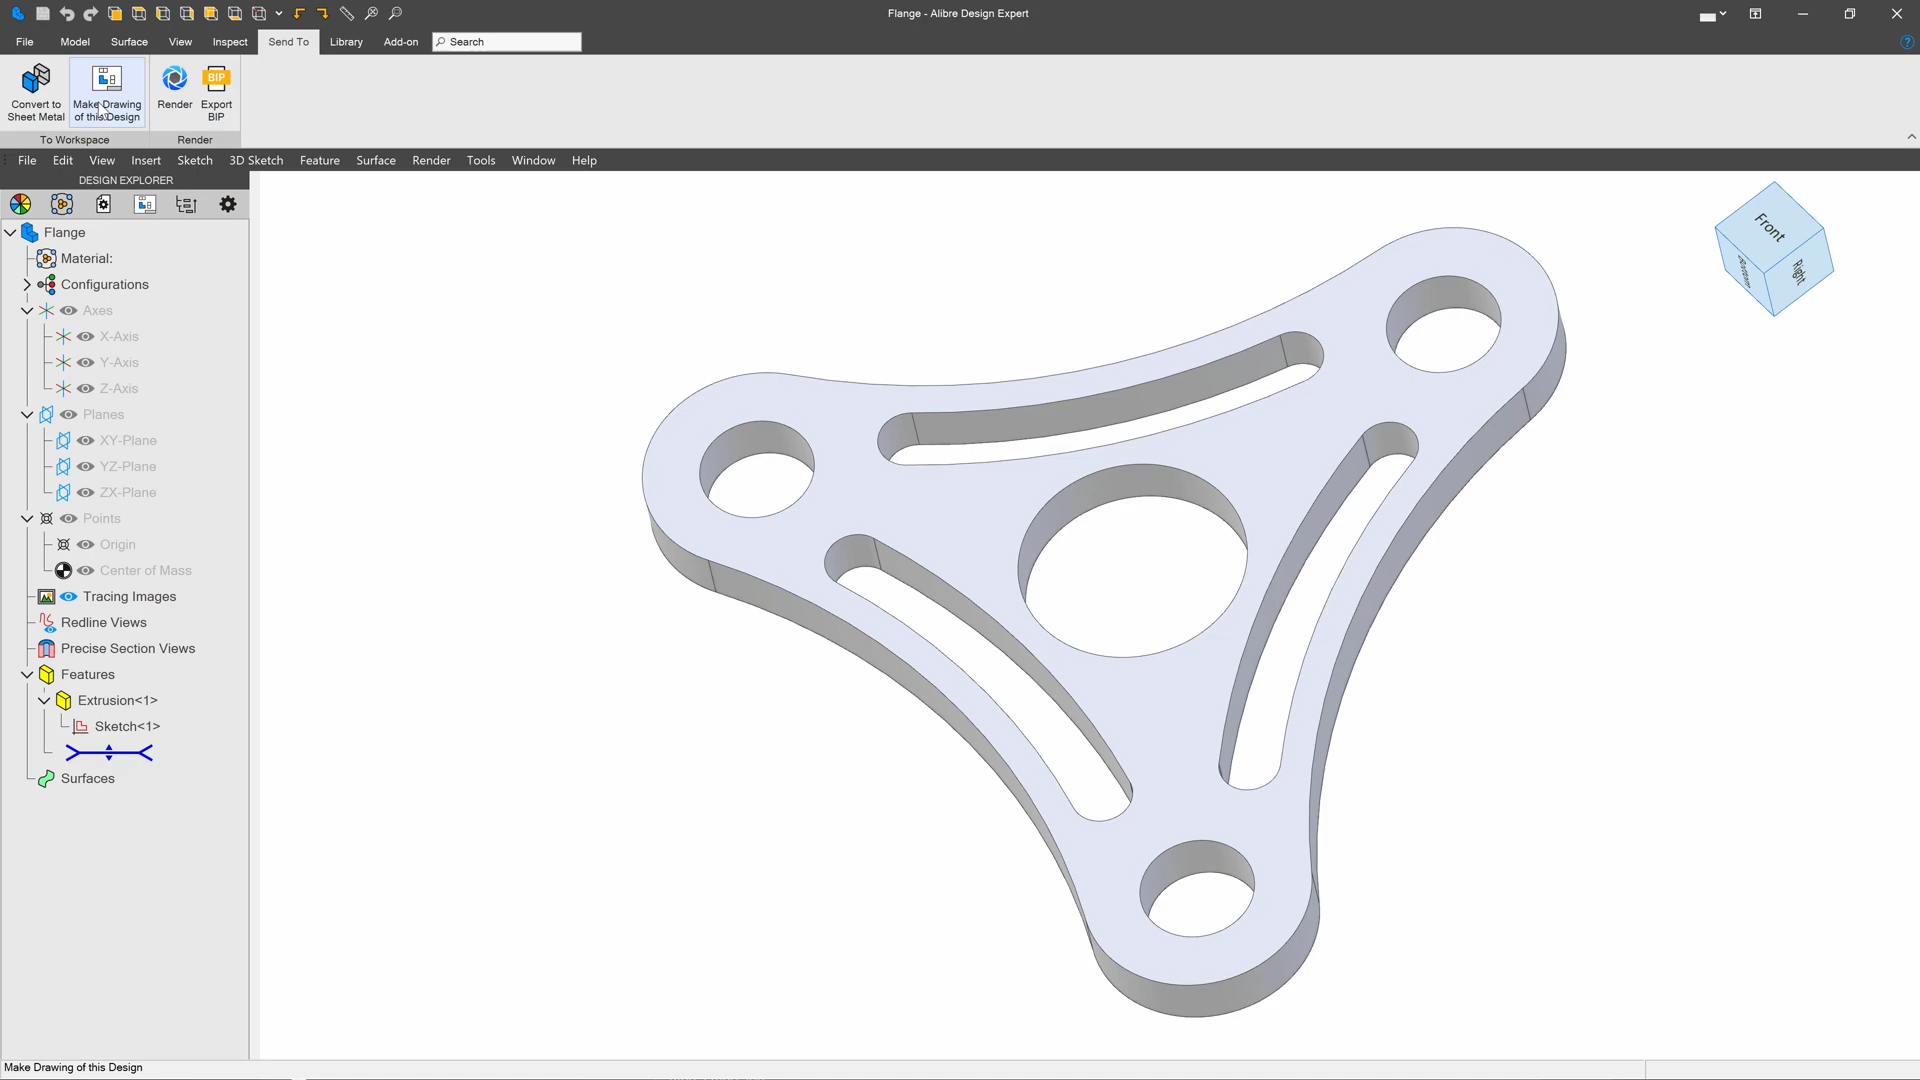 Flange - Alibre Design Expert
File Model Surface View Inspect Send To Library Add-on Search
Convert to Sheet Metal
Make Drawing of this Design
Render
BIP
Export BIP
To Workspace Render
File Edit View Insert Sketch 3D Sketch Feature Surface Render Tools Window Help
DESIGN EXPLORER
Flange
Material:
Configurations
Axes
X-Axis
Y-Axis
Z-Axis
Planes
XY-Plane
YZ-Plane
ZX-Plane
Points
Origin
Center of Mass
Tracing Images
Redline Views
Precise Section Views
Features
Extrusion<1>
Sketch<1>
Surfaces
Front
Right
Make Drawing of this Design